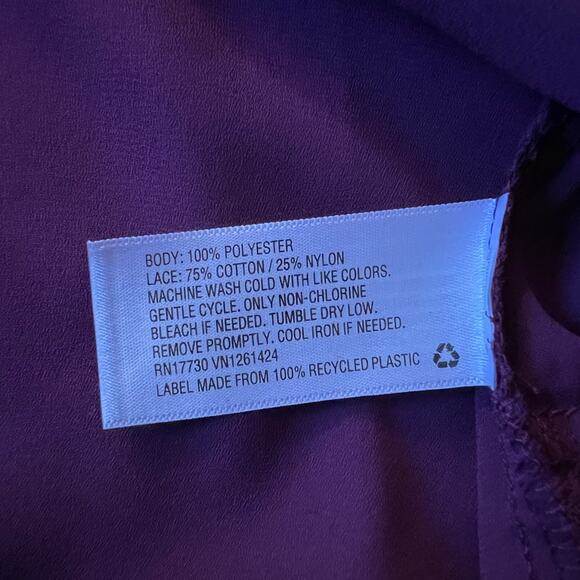 BODY: 100% POLYESTER
LACE: 75% COTTON / 25% NYLON
MACHINE WASH COLD WITH LIKE COLORS.
GENTLE CYCLE. ONLY NON-CHLORINE
BLEACH IF NEEDED. TUMBLE DRY LOW.
REMOVE PROMPTLY. COOL IRON IF NEEDED.
RN17730 VN1261424
LABEL MADE FROM 100% RECYCLED PLASTIC